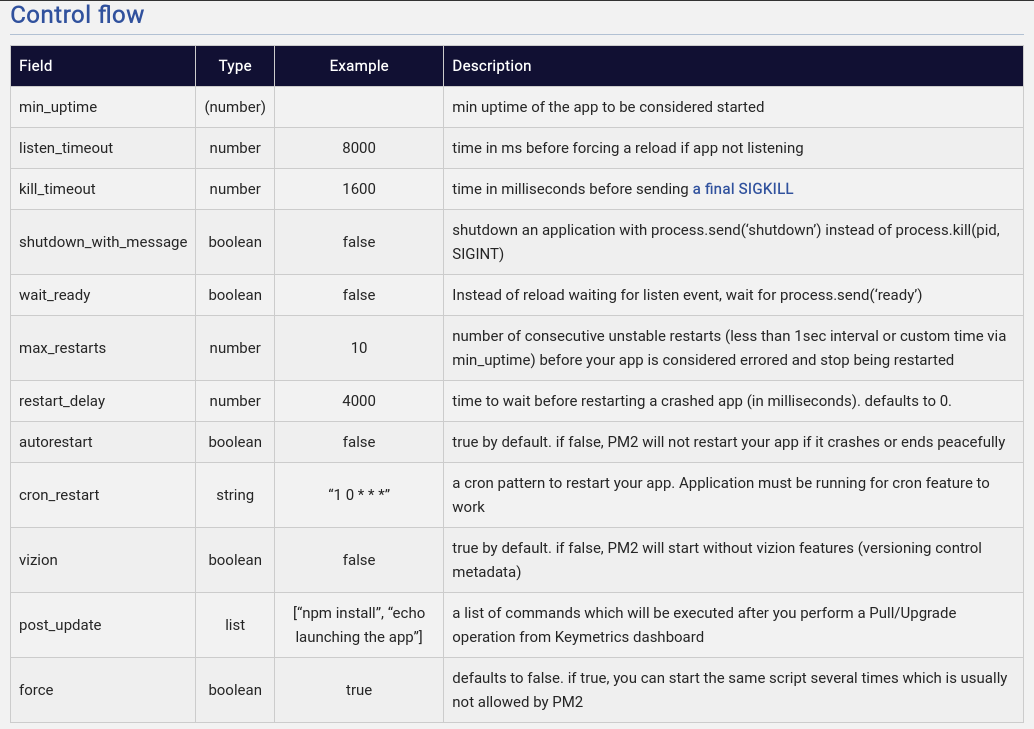 Control flow
Field Type Example Description
min_uptime (number) min uptime of the app to be considered started
listen_timeout number 8000 time in ms before forcing a reload if app not listening
kill_timeout number 1600 time in milliseconds before sending a final SIGKILL
shutdown_with_message boolean false shutdown an application with process.send(‘shutdown’) instead of process.kill(pid,
SIGINT)
wait_ready boolean false Instead of reload waiting for listen event, wait for process.send(‘ready’)
max_restarts number 10 number of consecutive unstable restarts (less than 1sec interval or custom time via
min_uptime) before your app is considered errored and stop being restarted
restart_delay number 4000 time to wait before restarting a crashed app (in milliseconds). defaults to 0.
autorestart boolean false true by default. if false, PM2 will not restart your app if it crashes or ends peacefully
cron_restart string “1 0 * * *” a cron pattern to restart your app. Application must be running for cron feature to
work
vizion boolean false true by default. if false, PM2 will start without vizion features (versioning control
metadata)
post_update list [“npm install”, “echo
launching the app”] a list of commands which will be executed after you perform a Pull/Upgrade
operation from Keymetrics dashboard
force boolean true defaults to false. if true, you can start the same script several times which is usually
not allowed by PM2